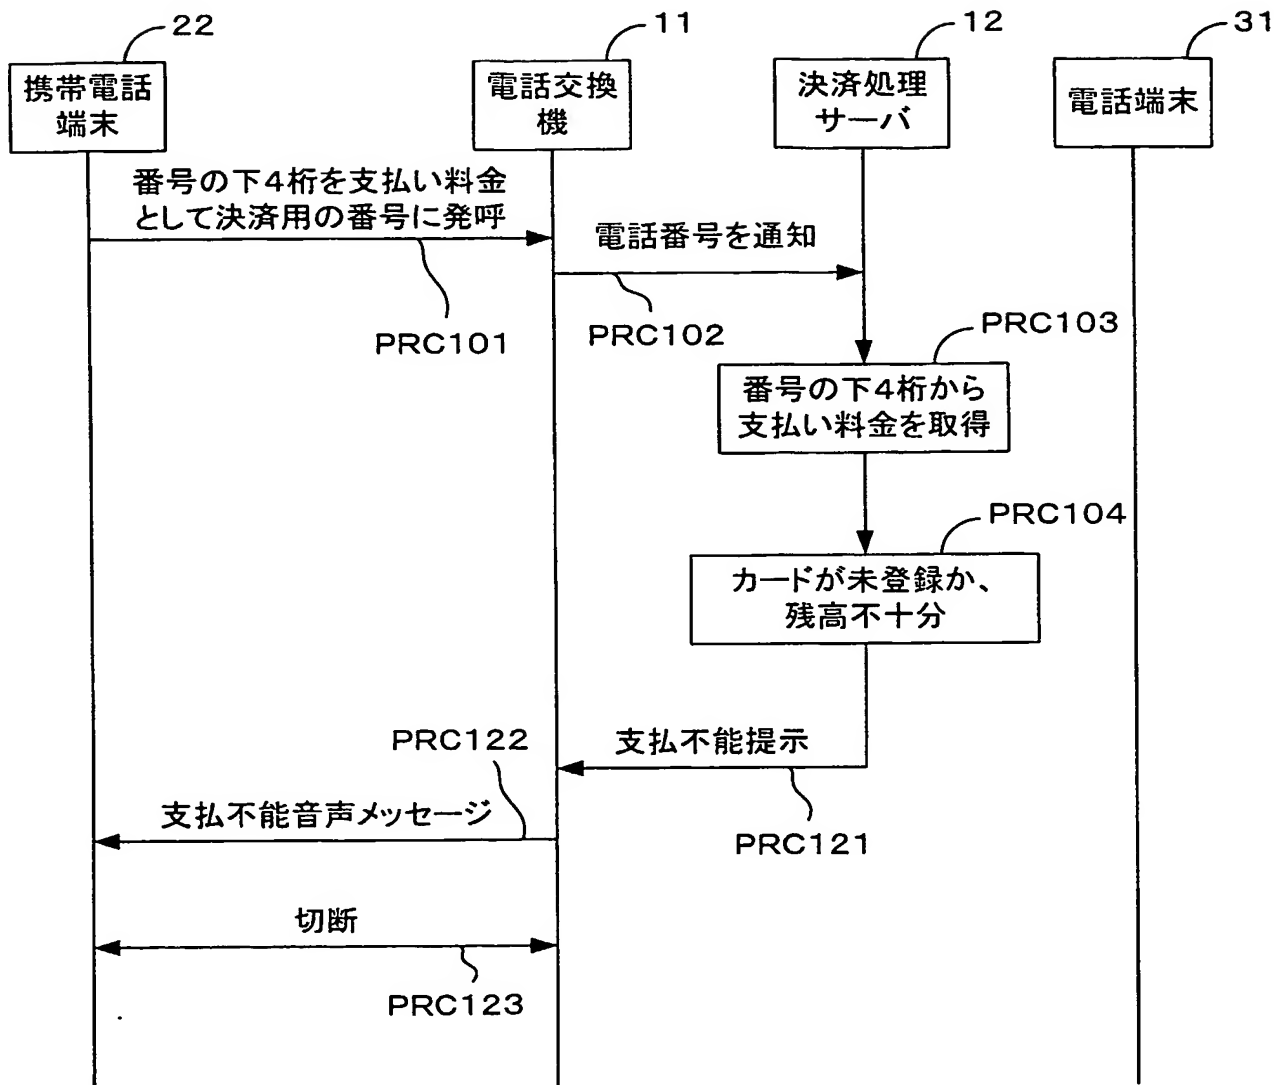 22
11
12
31
携帯電話
端末
電話交換
機
決済処理
サーバ
電話端末
番号の下4桁を支払い料金
として決済用の番号に発呼
電話番号を通知
PRC101
PRC102
PRC103
番号の下4桁から
支払い料金を取得
PRC104
カードが未登録か、
残高不十分
支払不能提示
PRC122
支払不能音声メッセージ
PRC121
切断
PRC123